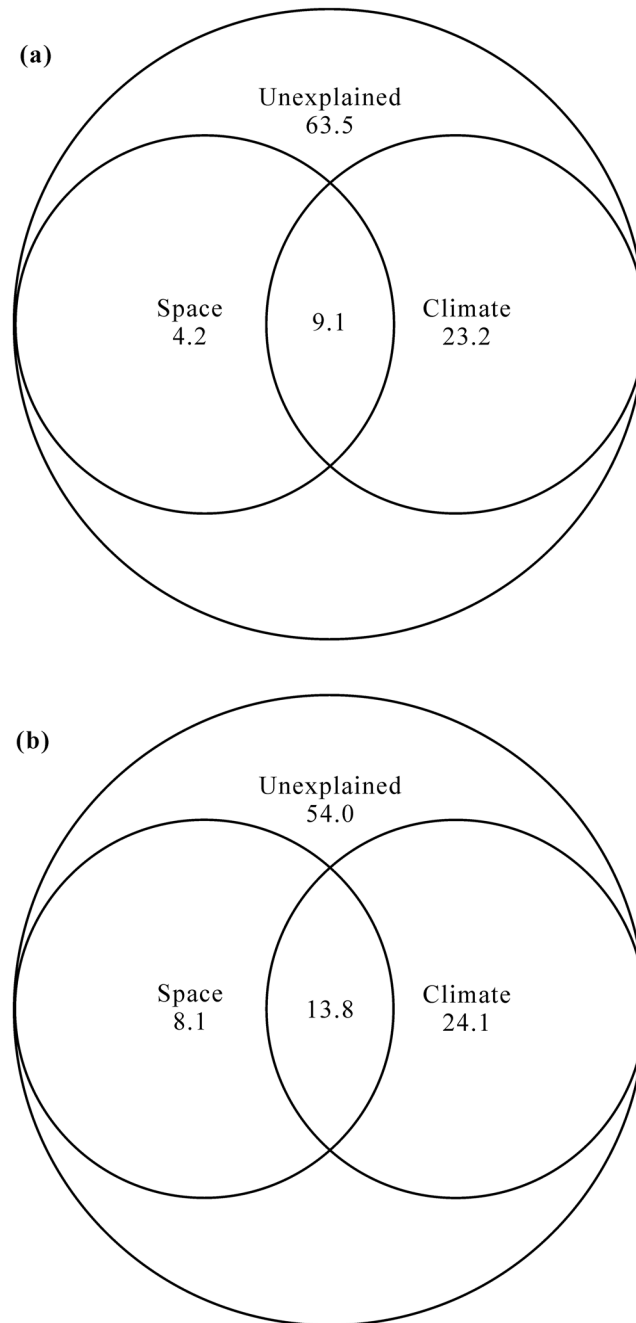 (a)
Unexplained
63.5
Space
4.2
9.1
Climate
23.2
(b)
Unexplained
54.0
Space
8.1
13.8
Climate
24.1